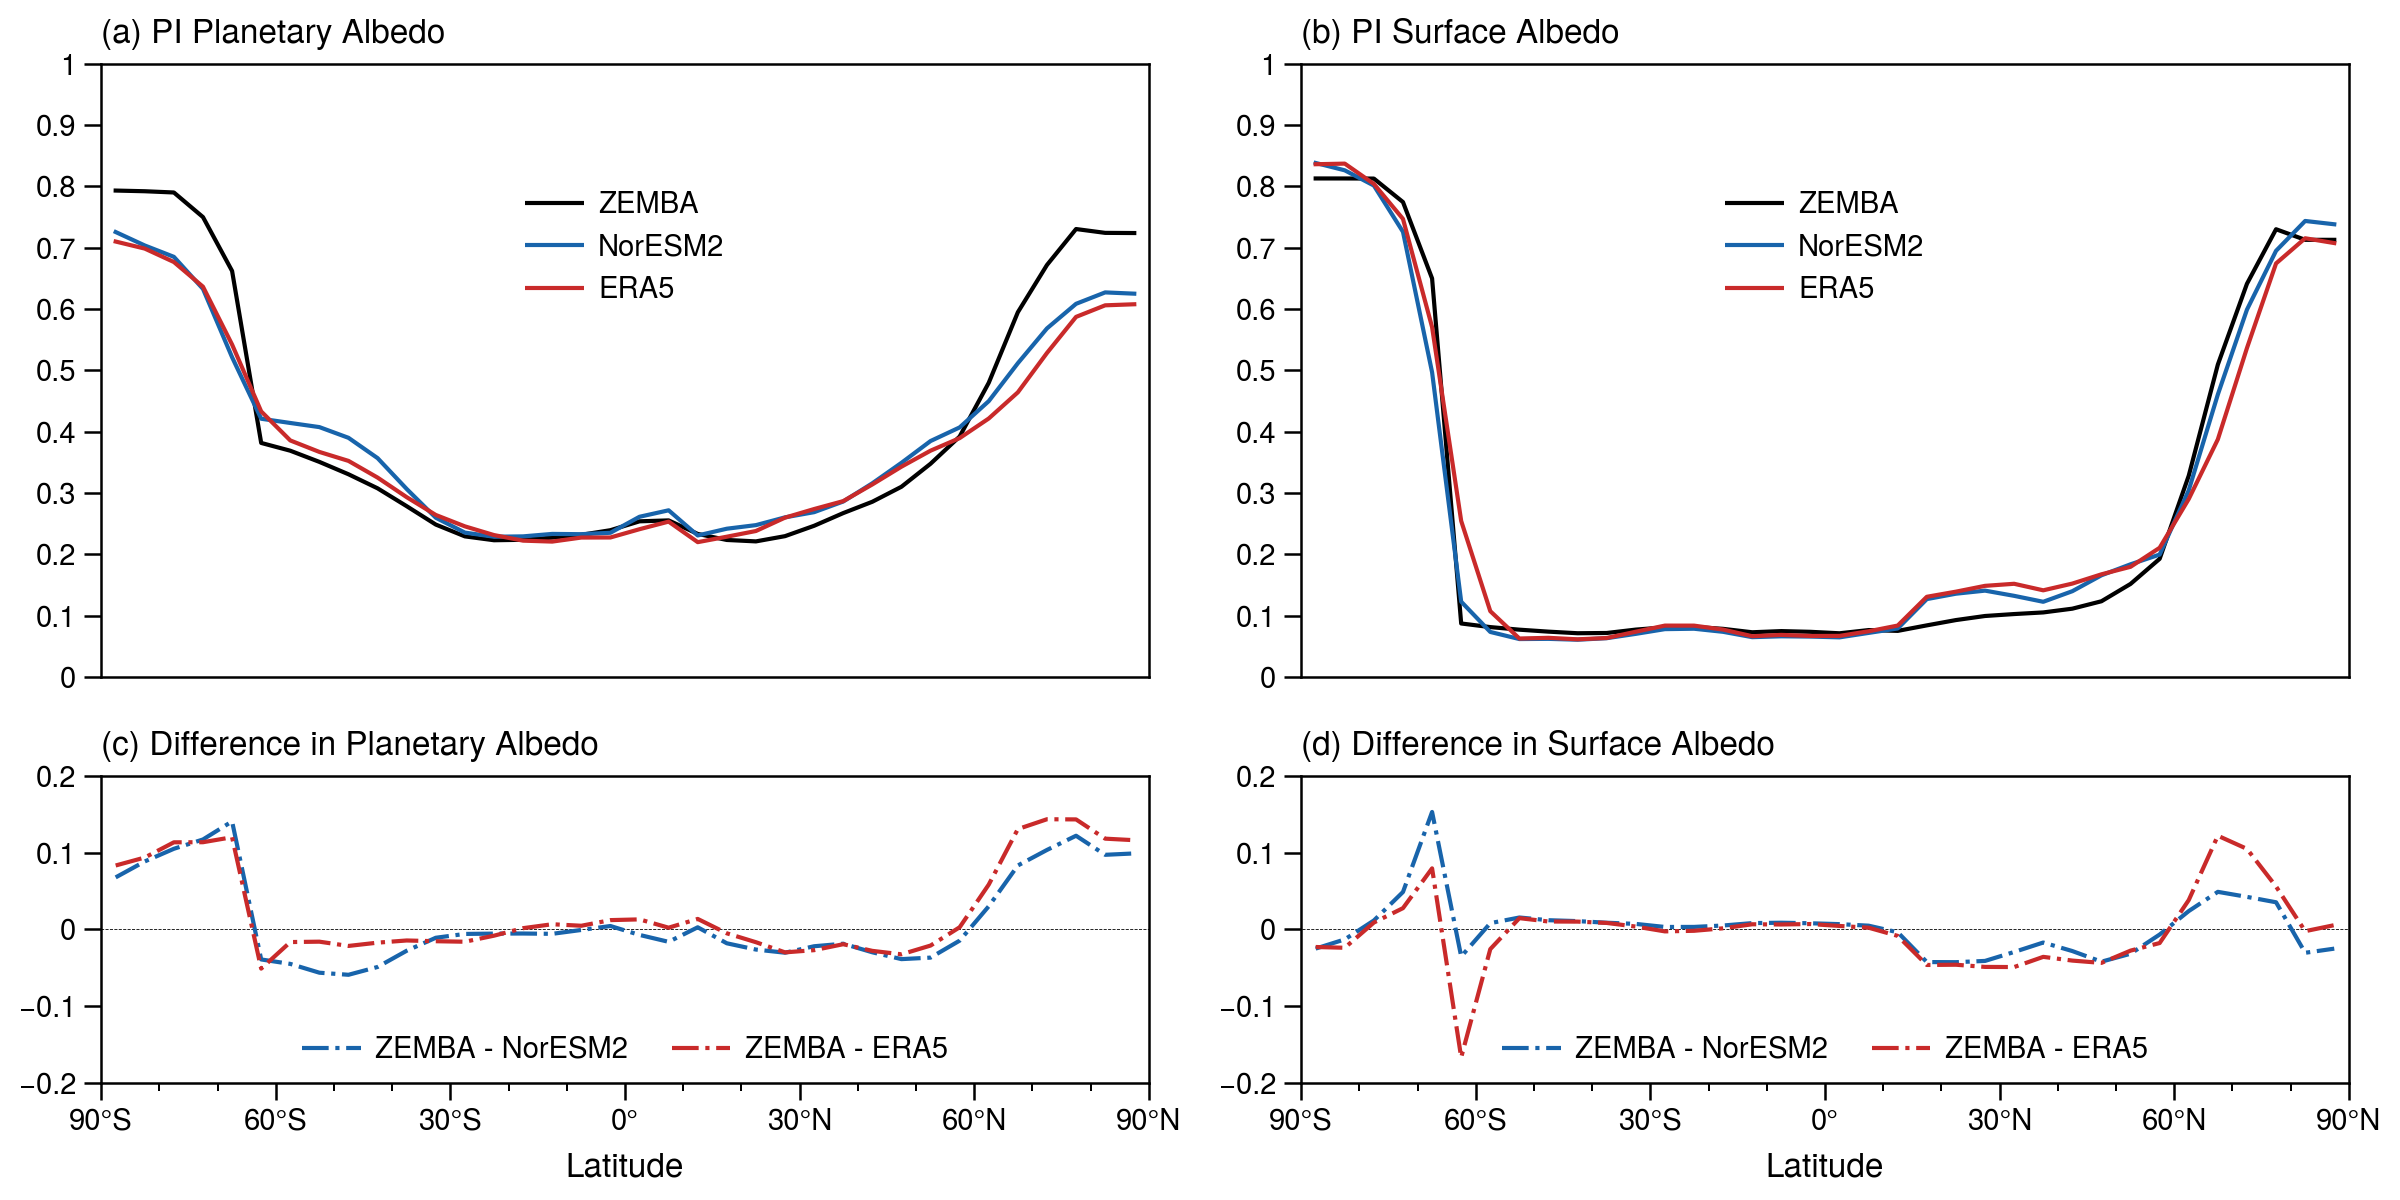 (a) PI Planetary Albedo
1
0.9
0.8
0.7
0.6
0.5
0.4
0.3
0.2
0.1
0
ZEMBA
NorESM2
ERA5
(b) PI Surface Albedo
1
0.9
0.8
0.7
0.6
0.5
0.4
0.3
0.2
0.1
0
ZEMBA
NorESM2
ERA5
(c) Difference in Planetary Albedo
0.2
0.1
0
−0.1
−0.2
ZEMBA - NorESM2 ZEMBA - ERA5
90°S 60°S 30°S 0° 30°N 60°N 90°N
Latitude
(d) Difference in Surface Albedo
0.2
0.1
0
−0.1
−0.2
ZEMBA - NorESM2 ZEMBA - ERA5
90°S 60°S 30°S 0° 30°N 60°N 90°N
Latitude